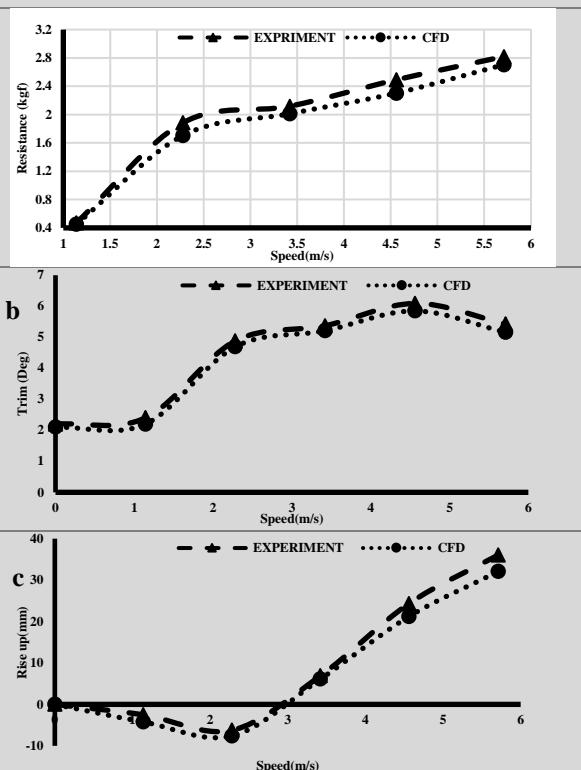 3.2
EXPRIMENT CFD
2.8
2.4
2
1.6
1.2
0.8
0.4
Resistance (kgf)
1 1.5 2 2.5 3 3.5 4 4.5 5 5.5 6
Speed(m/s)
b
7
EXPERIMENT CFD
6
5
4
3
2
1
0
Trim (Deg)
0 1 2 3 4 5 6
Speed(m/s)
c
40
EXPERIMENT CFD
30
20
10
0
-10
Rise up(mm)
0 1 2 3 4 5 6
Speed(m/s)